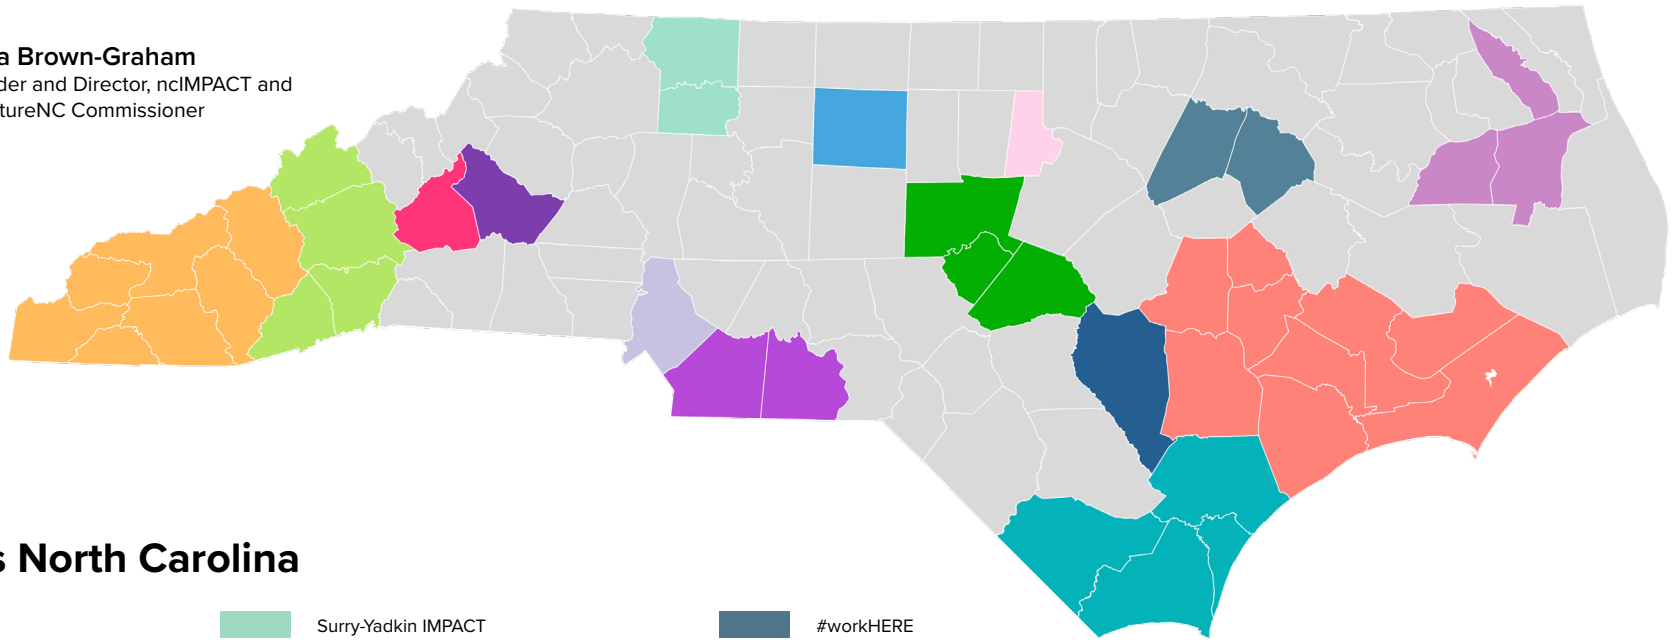 a Brown-Graham
der and Director, ncIMPACT and
tureNC Commissioner
s North Carolina
Surry-Yadkin IMPACT
#workHERE